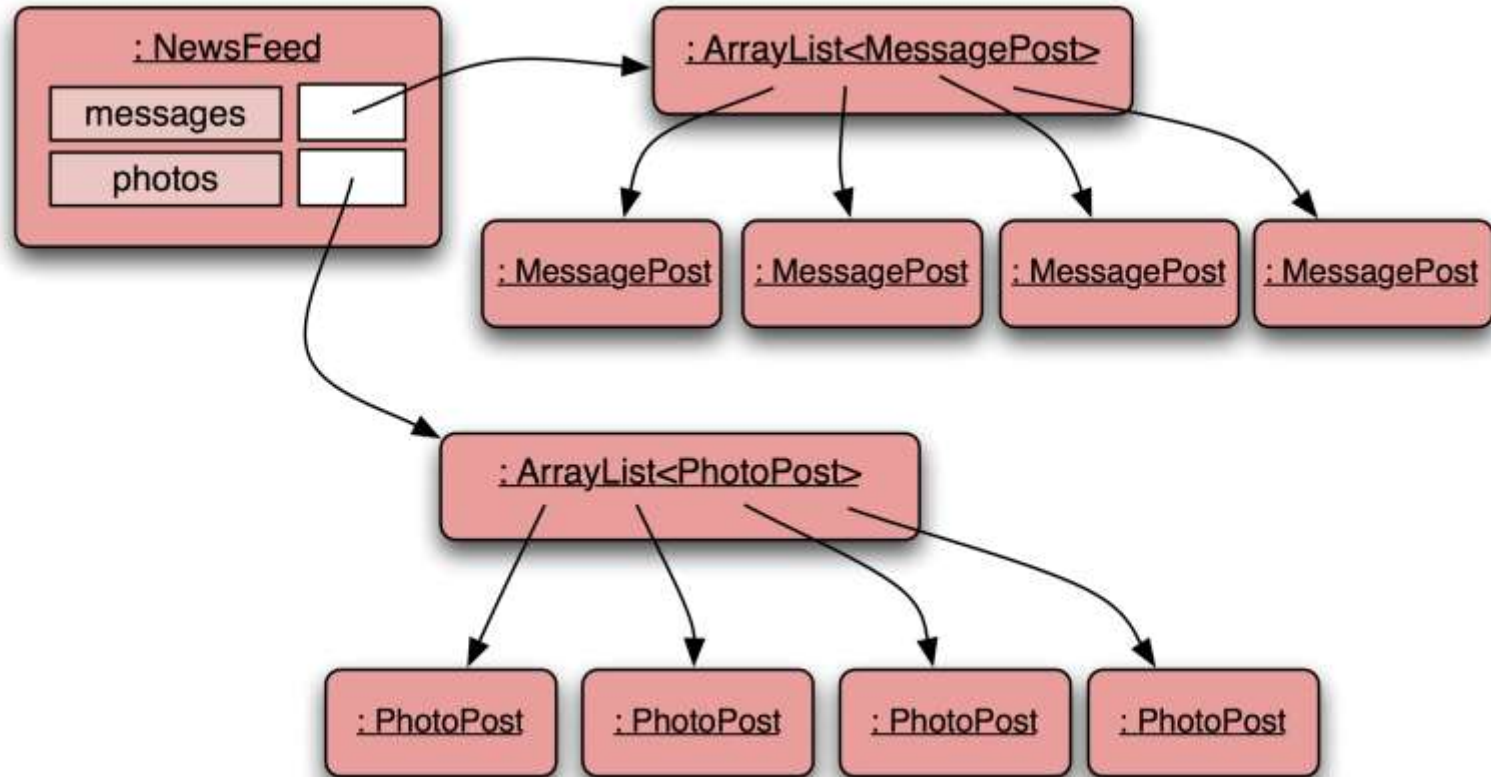 : NewsFeed
messages
photos
: ArrayList<MessagePost>
: MessagePost
: MessagePost
: MessagePost
: MessagePost
: ArrayList<PhotoPost>
: PhotoPost
: PhotoPost
: PhotoPost
: PhotoPost